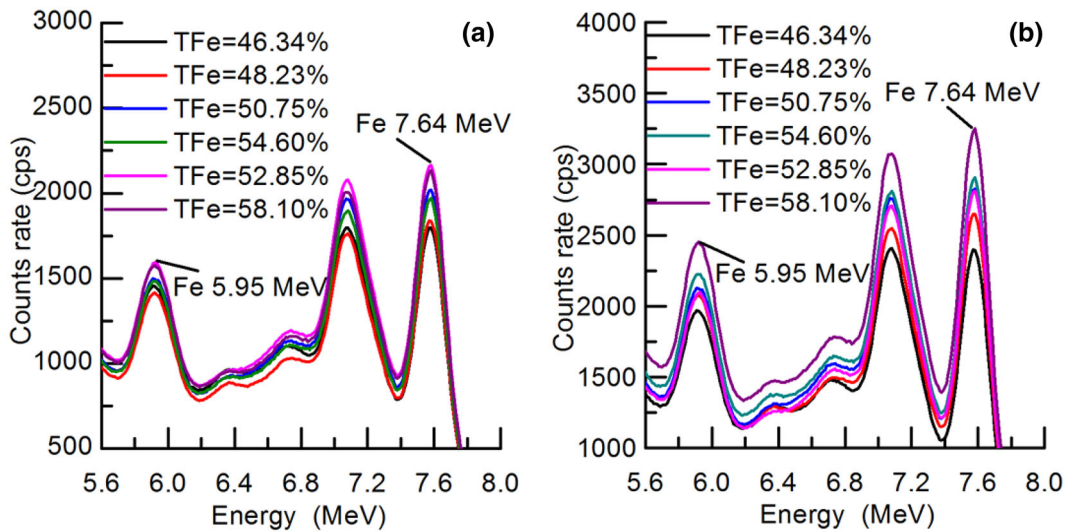 (a)
Counts rate (cps)
3000
2500
2000
1500
1000
500
TFe=46.34%
TFe=48.23%
TFe=50.75%
TFe=54.60%
TFe=52.85%
TFe=58.10%
Fe 7.64 MeV
Fe 5.95 MeV
5.6 6.0 6.4 6.8 7.2 7.6 8.0
Energy (MeV)
(b)
Counts rate (cps)
4000
3500
3000
2500
2000
1500
1000
TFe=46.34%
TFe=48.23%
TFe=50.75%
TFe=54.60%
TFe=52.85%
TFe=58.10%
Fe 7.64 MeV
Fe 5.95 MeV
5.6 6.0 6.4 6.8 7.2 7.6 8.0
Energy (MeV)